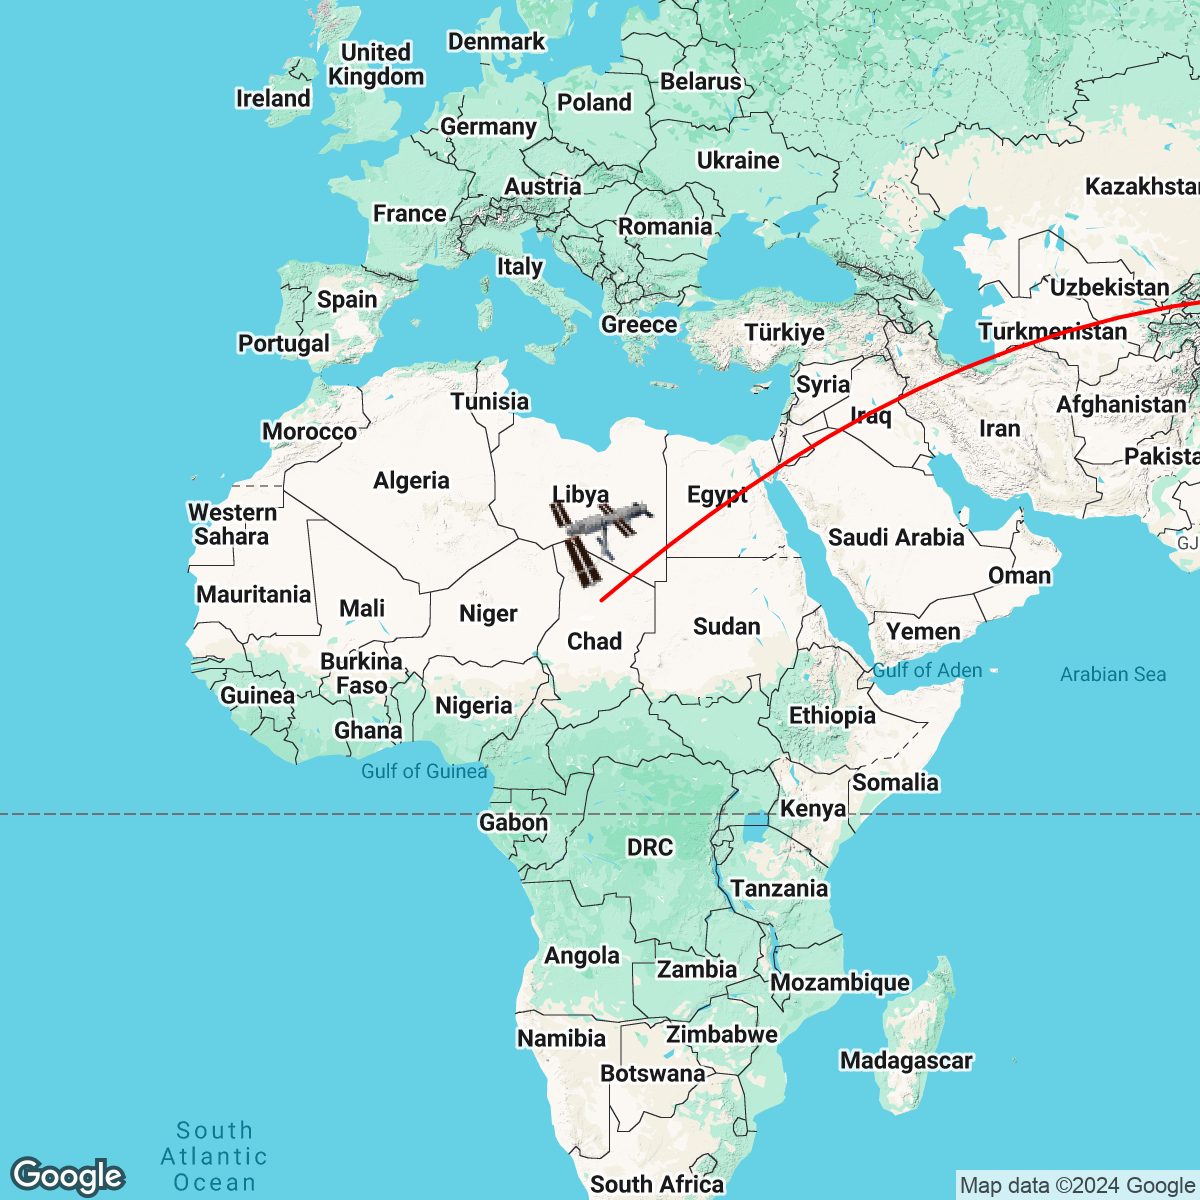 Denmark
United
Kingdom
Belarus
Ireland
Poland
Germany
Ukraine
Austria
Kazakhstan
France
Romania
Italy
Uzbekistan
Spain
Greece
Türkiye
Turkmenistan
Portugal
Syria
Tunisia
Afghanistan
Iraq
Morocco
Iran
Pakista
Algeria
Libya
Egypt
Western
Sahara
Saudi Arabia
GJ
Oman
Mauritania
Mali
Niger
Chad
Sudan
Yemen
Burkina
Faso
Gulf of Aden
Arabian Sea
Guinea
Nigeria
Ethiopia
Ghana
Gulf of Guinea
Somalia
Kenya
Gabon
DRC
Tanzania
Angola
Zambia
Mozambique
Namibia
Zimbabwe
Madagascar
Botswana
South
Atlantic
Ocean
South Africa
Google
Map data ©2024 Google